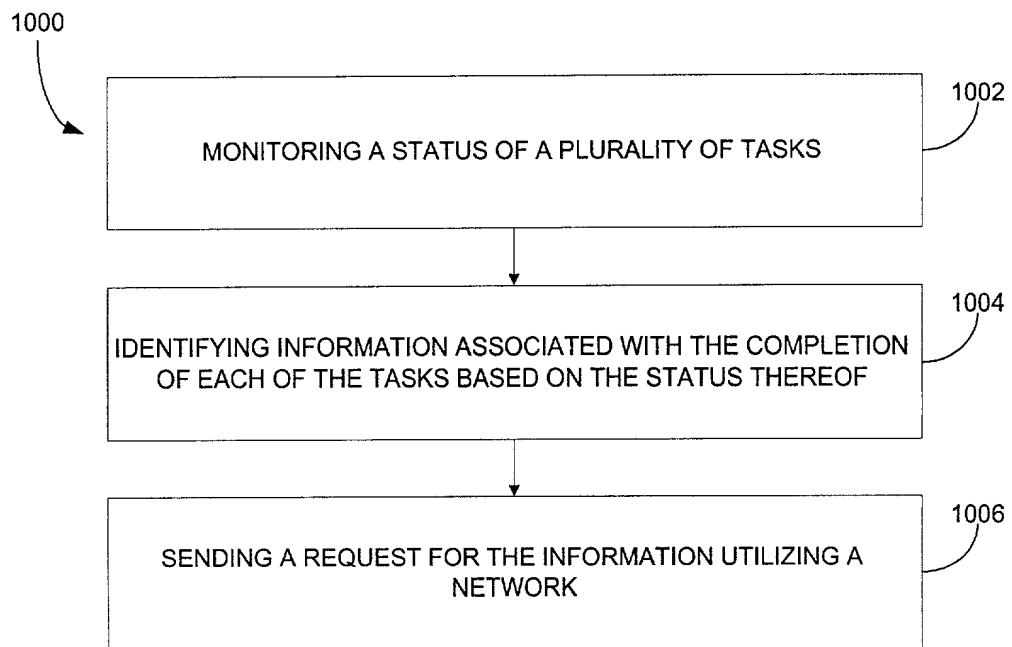 1000
1002
MONITORING A STATUS OF A PLURALITY OF TASKS
1004
IDENTIFYING INFORMATION ASSOCIATED WITH THE COMPLETION
OF EACH OF THE TASKS BASED ON THE STATUS THEREOF
1006
SENDING A REQUEST FOR THE INFORMATION UTILIZING A
NETWORK